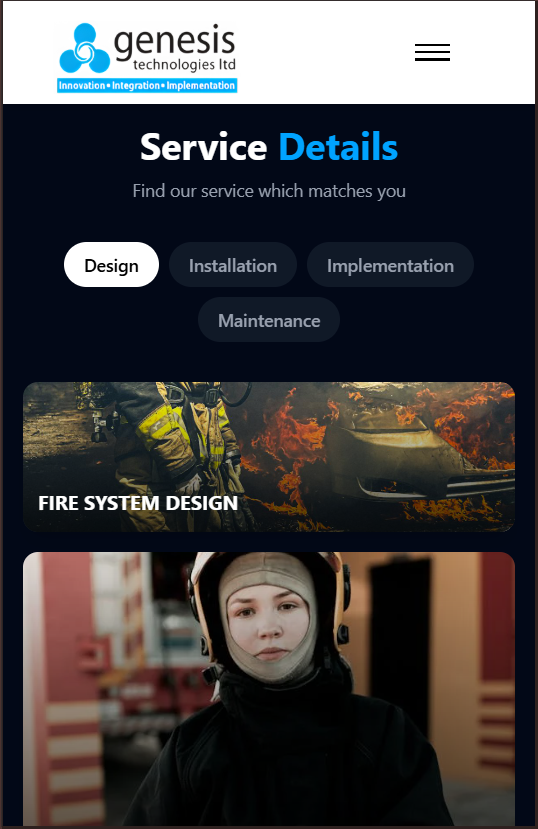 genesis
technologies ltd
Innovation • Integration • Implementation
Service Details
Find our service which matches you
Design
Installation
Implementation
Maintenance
FIRE SYSTEM DESIGN